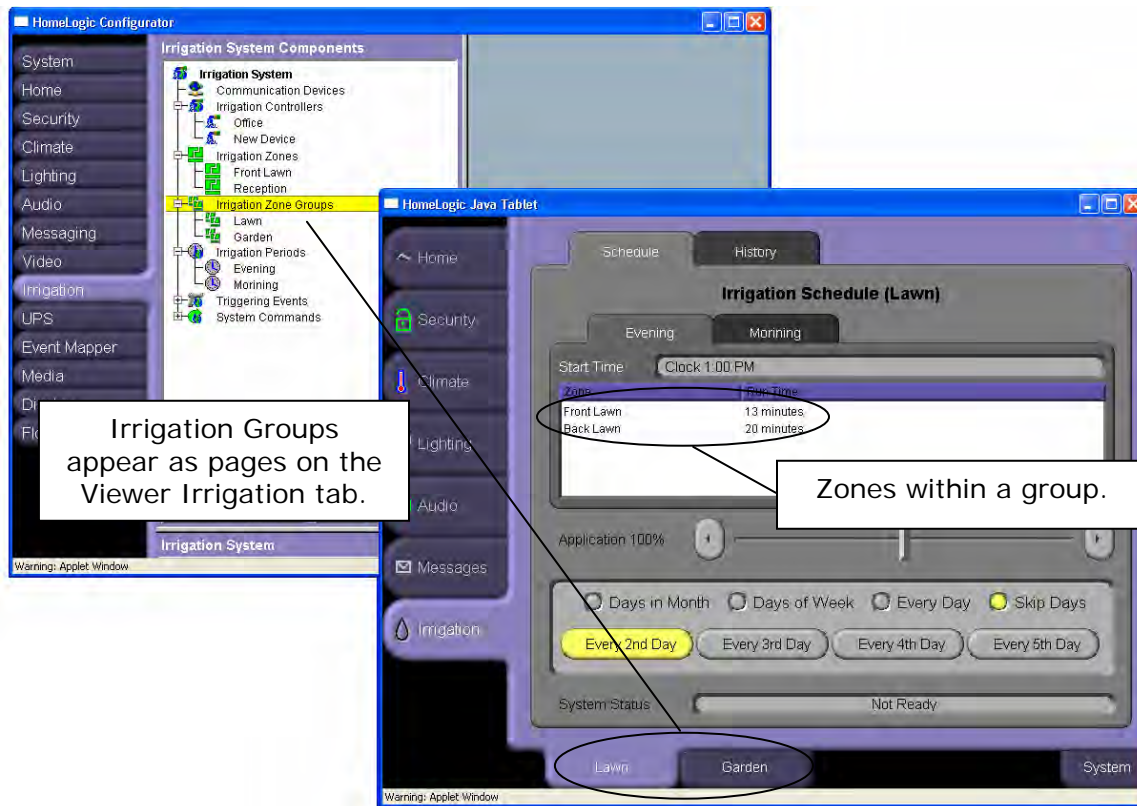 HomeLogic Configurator
System
Home
Security
Climate
Lighting
Audio
Messaging
Video
Irrigation
UPS
Event Mapper
Media
Irrigation System Components
Irrigation System
Communication Devices
Irrigation Controllers
Office
New Device
Irrigation Zones
Front Lawn
Reception
Irrigation Zone Groups
Lawn
Garden
Irrigation Periods
Evening
Morining
Triggering Events
System Commands
Irrigation Groups
appear as pages on the
Viewer Irrigation tab.
Irrigation System
Warning: Applet Window
HomeLogic Java Tablet
Home
Security
Climate
Lighting
Audio
Messages
Irrigation
Schedule History
Irrigation Schedule (Lawn)
Evening Morining
Start Time Clock 1:00 PM
Zone Run Time
Front Lawn 13 minutes
Back Lawn 20 minutes
Zones within a group.
Application 100%
Days in Month Days of Week Every Day Skip Days
Every 2nd Day Every 3rd Day Every 4th Day Every 5th Day
System Status Not Ready
Lawn Garden System
Warning: Applet Window